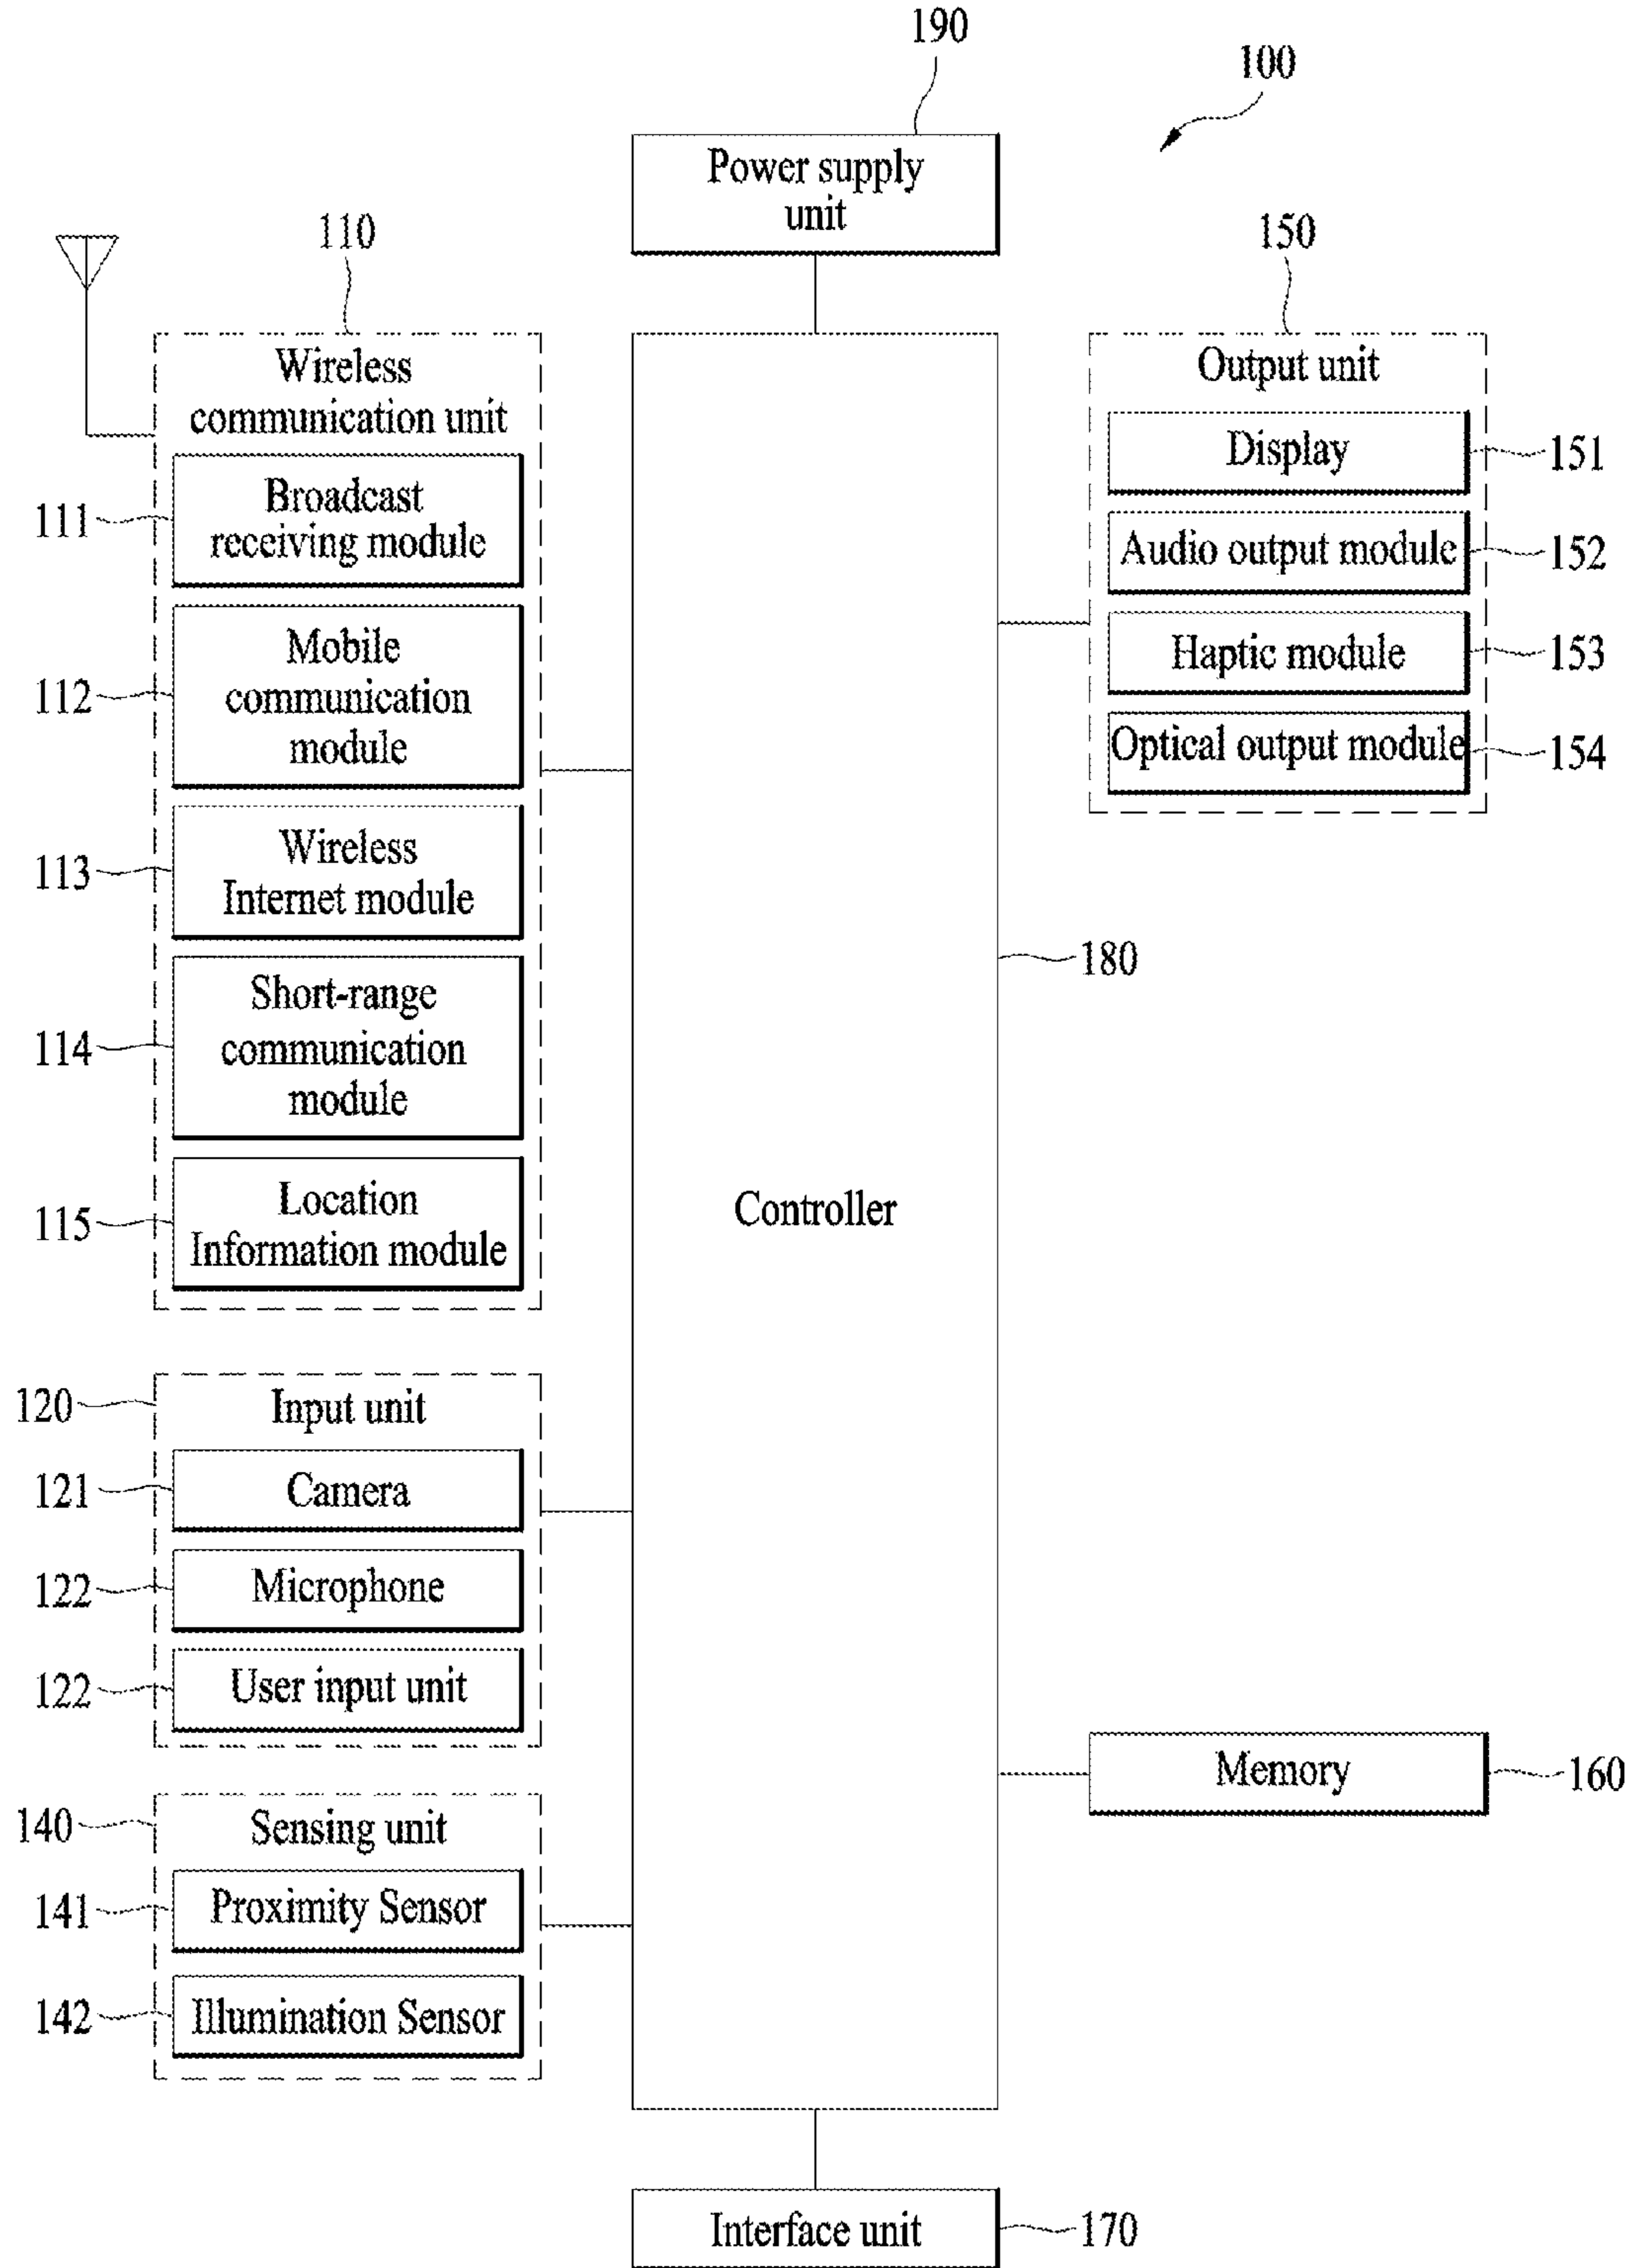 190
100
Power supply
unit
110
Wireless
communication unit
111
Broadcast
receiving module
112
Mobile
communication
module
113
Wireless
Internet module
114
Short-range
communication
module
115
Location
Information module
120
Input unit
121
Camera
122
Microphone
122
User input unit
140
Sensing unit
141
Proximity Sensor
142
Illumination Sensor
Controller
180
150
Output unit
Display
151
Audio output module
152
Haptic module
153
Optical output module
154
Memory
160
Interface unit
170